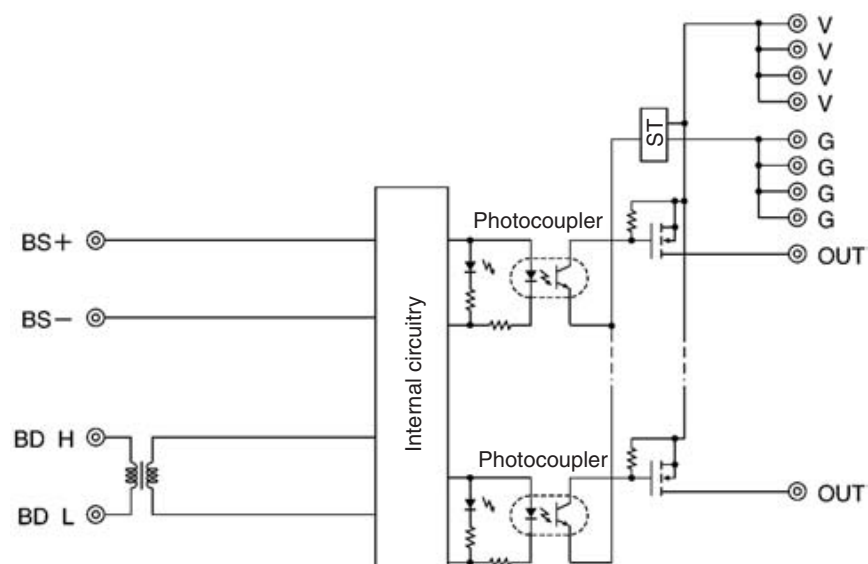 V
V
V
V
ST
G
G
G
G
Photocoupler
BS+
OUT
Internal circuitry
BS−
BD H
Photocoupler
BD L
OUT